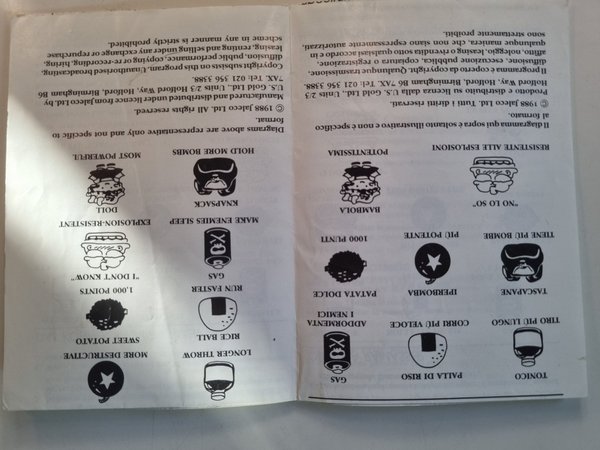 TONICO PALLA DI RISO GAS
TIRO PIÙ LUNGO CORRI PIÙ VELOCE ADDORMENTA
I NEMICI
TASCAPANE IPERBOMBA PATATA DOLCE
TIENE PIÙ BOMBE PIÙ POTENTE 1000 PUNTI
"NO LO SO" BAMBOLA
RESISTENTE ALLE ESPLOSIONI POTENTISSIMA
Il diagramma qui sopra è soltanto illustrativo e non è specifico
al formato
© 1988 Jaleco Ltd. Tutti i diritti riservati.
Prodotto e distribuito su licenza dalla U.S. Gold Ltd., Units 2/3
Holford Way, Holford, Birmingham B6 7AX. Tel: 021 356 3388.
Il programma è coperto da copyright. Qualunque trasmissione,
diffusione, esecuzione pubblica, copiatura o registrazione,
affitto, noleggio, leasing o rivendita sotto qualsiasi accordo e in
qualunque maniera, che non siano espressamente autorizzati,
sono strettamente proibiti.
LONGER THROW MORE DESTRUCTIVE
RICE BALL SWEET POTATO
RUN FASTER 1,000 POINTS
GAS "I DON'T KNOW"
MAKE ENEMIES SLEEP EXPLOSION-RESISTENT
KNAPSACK DOLL
HOLD MORE BOMBS MOST POWERFUL
Diagrams above are representative only and not specific to
format.
© 1988 Jaleco Ltd. All rights reserved.
Manufactured and distributed under licence from Jaleco Ltd by
U.S. Gold Ltd, Units 2/3 Holford Way, Holford, Birmingham B6
7AX. Tel: 021 356 3388.
Copyright subsists on this program. Unauthorised broadcasting,
diffusion, public performance, copying or re-recording, hiring,
leasing, renting and selling under any exchange or repurchase
scheme in any manner is strictly prohibited.